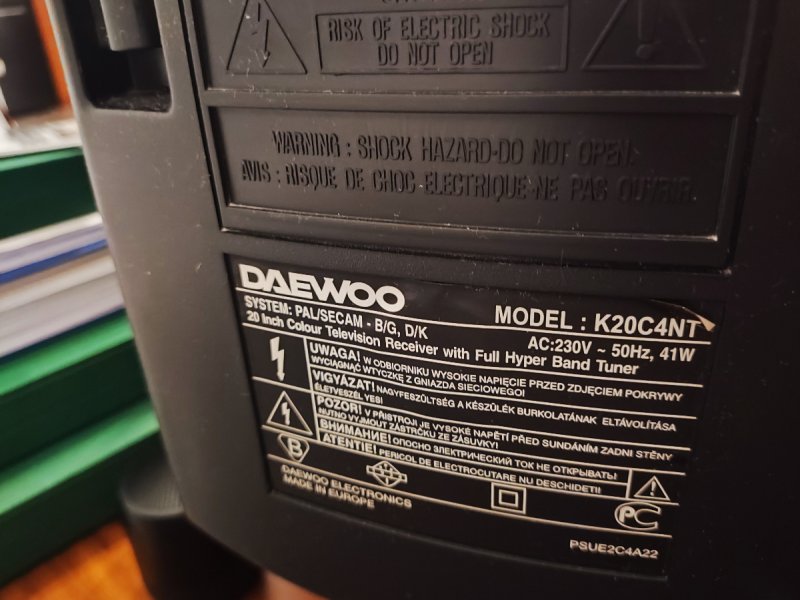 RISK OF ELECTRIC SHOCK
DO NOT OPEN
WARNING : SHOCK HAZARD-DO NOT OPEN.
AVIS : RISQUE DE CHOC ELECTRIQUE-NE PAS OUVRIR.
DAEWOO
MODEL : K20C4NT
SYSTEM: PAL/SECAM - B/G, D/K
AC:230V ~ 50Hz, 41W
20 Inch Colour Television Receiver with Full Hyper Band Tuner
UWAGA! W ODBIORNIKU WYSOKIE NAPIĘCIE PRZED ZDJĘCIEM POKRYWY
WYCIĄGNĄĆ WTYCZKĘ Z GNIAZDA SIECIOWEGO!
VIGYÁZAT! NAGYFESZÜLTSÉG A KÉSZÜLÉK BURKOLATÁNAK ELTÁVOLÍTÁSA
ÉLETVESZÉLYES!
POZOR! V PŘISTROJI JE VYSOKÉ NAPĚTÍ PŘED SUNDÁNÍM ZADNI STĚNY
NUTNO VYJMOUT ZÁSTRČKU ZE ZÁSUVKY!
ВНИМАНИЕ! ОПОСНО ЭЛЕКТРИЧЕСКИЙ ТОК НЕ ОТКРЫВАТЬ!
ATENTIE! PERICOL DE ELECTROCUTARE NU DESCHIDETI!
B
DAEWOO ELECTRONICS
MADE IN EUROPE
PC
PSUE2C4A22